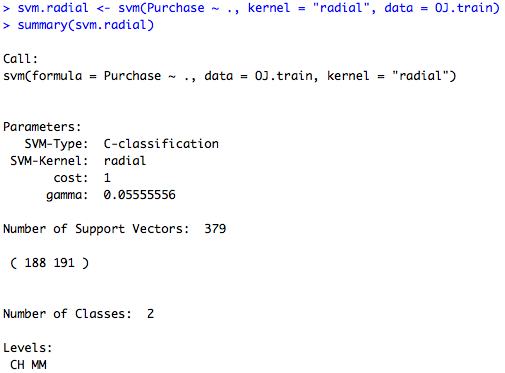 > svm.radial <- svm(Purchase ~ ., kernel = "radial", data = OJ.train)
> summary(svm.radial)
Call:
svm(formula = Purchase ~ ., data = OJ.train, kernel = "radial")
Parameters:
SVM-Type: C-classification
SVM-Kernel: radial
cost: 1
gamma: 0.05555556
Number of Support Vectors: 379
( 188 191 )
Number of Classes: 2
Levels:
CH MM